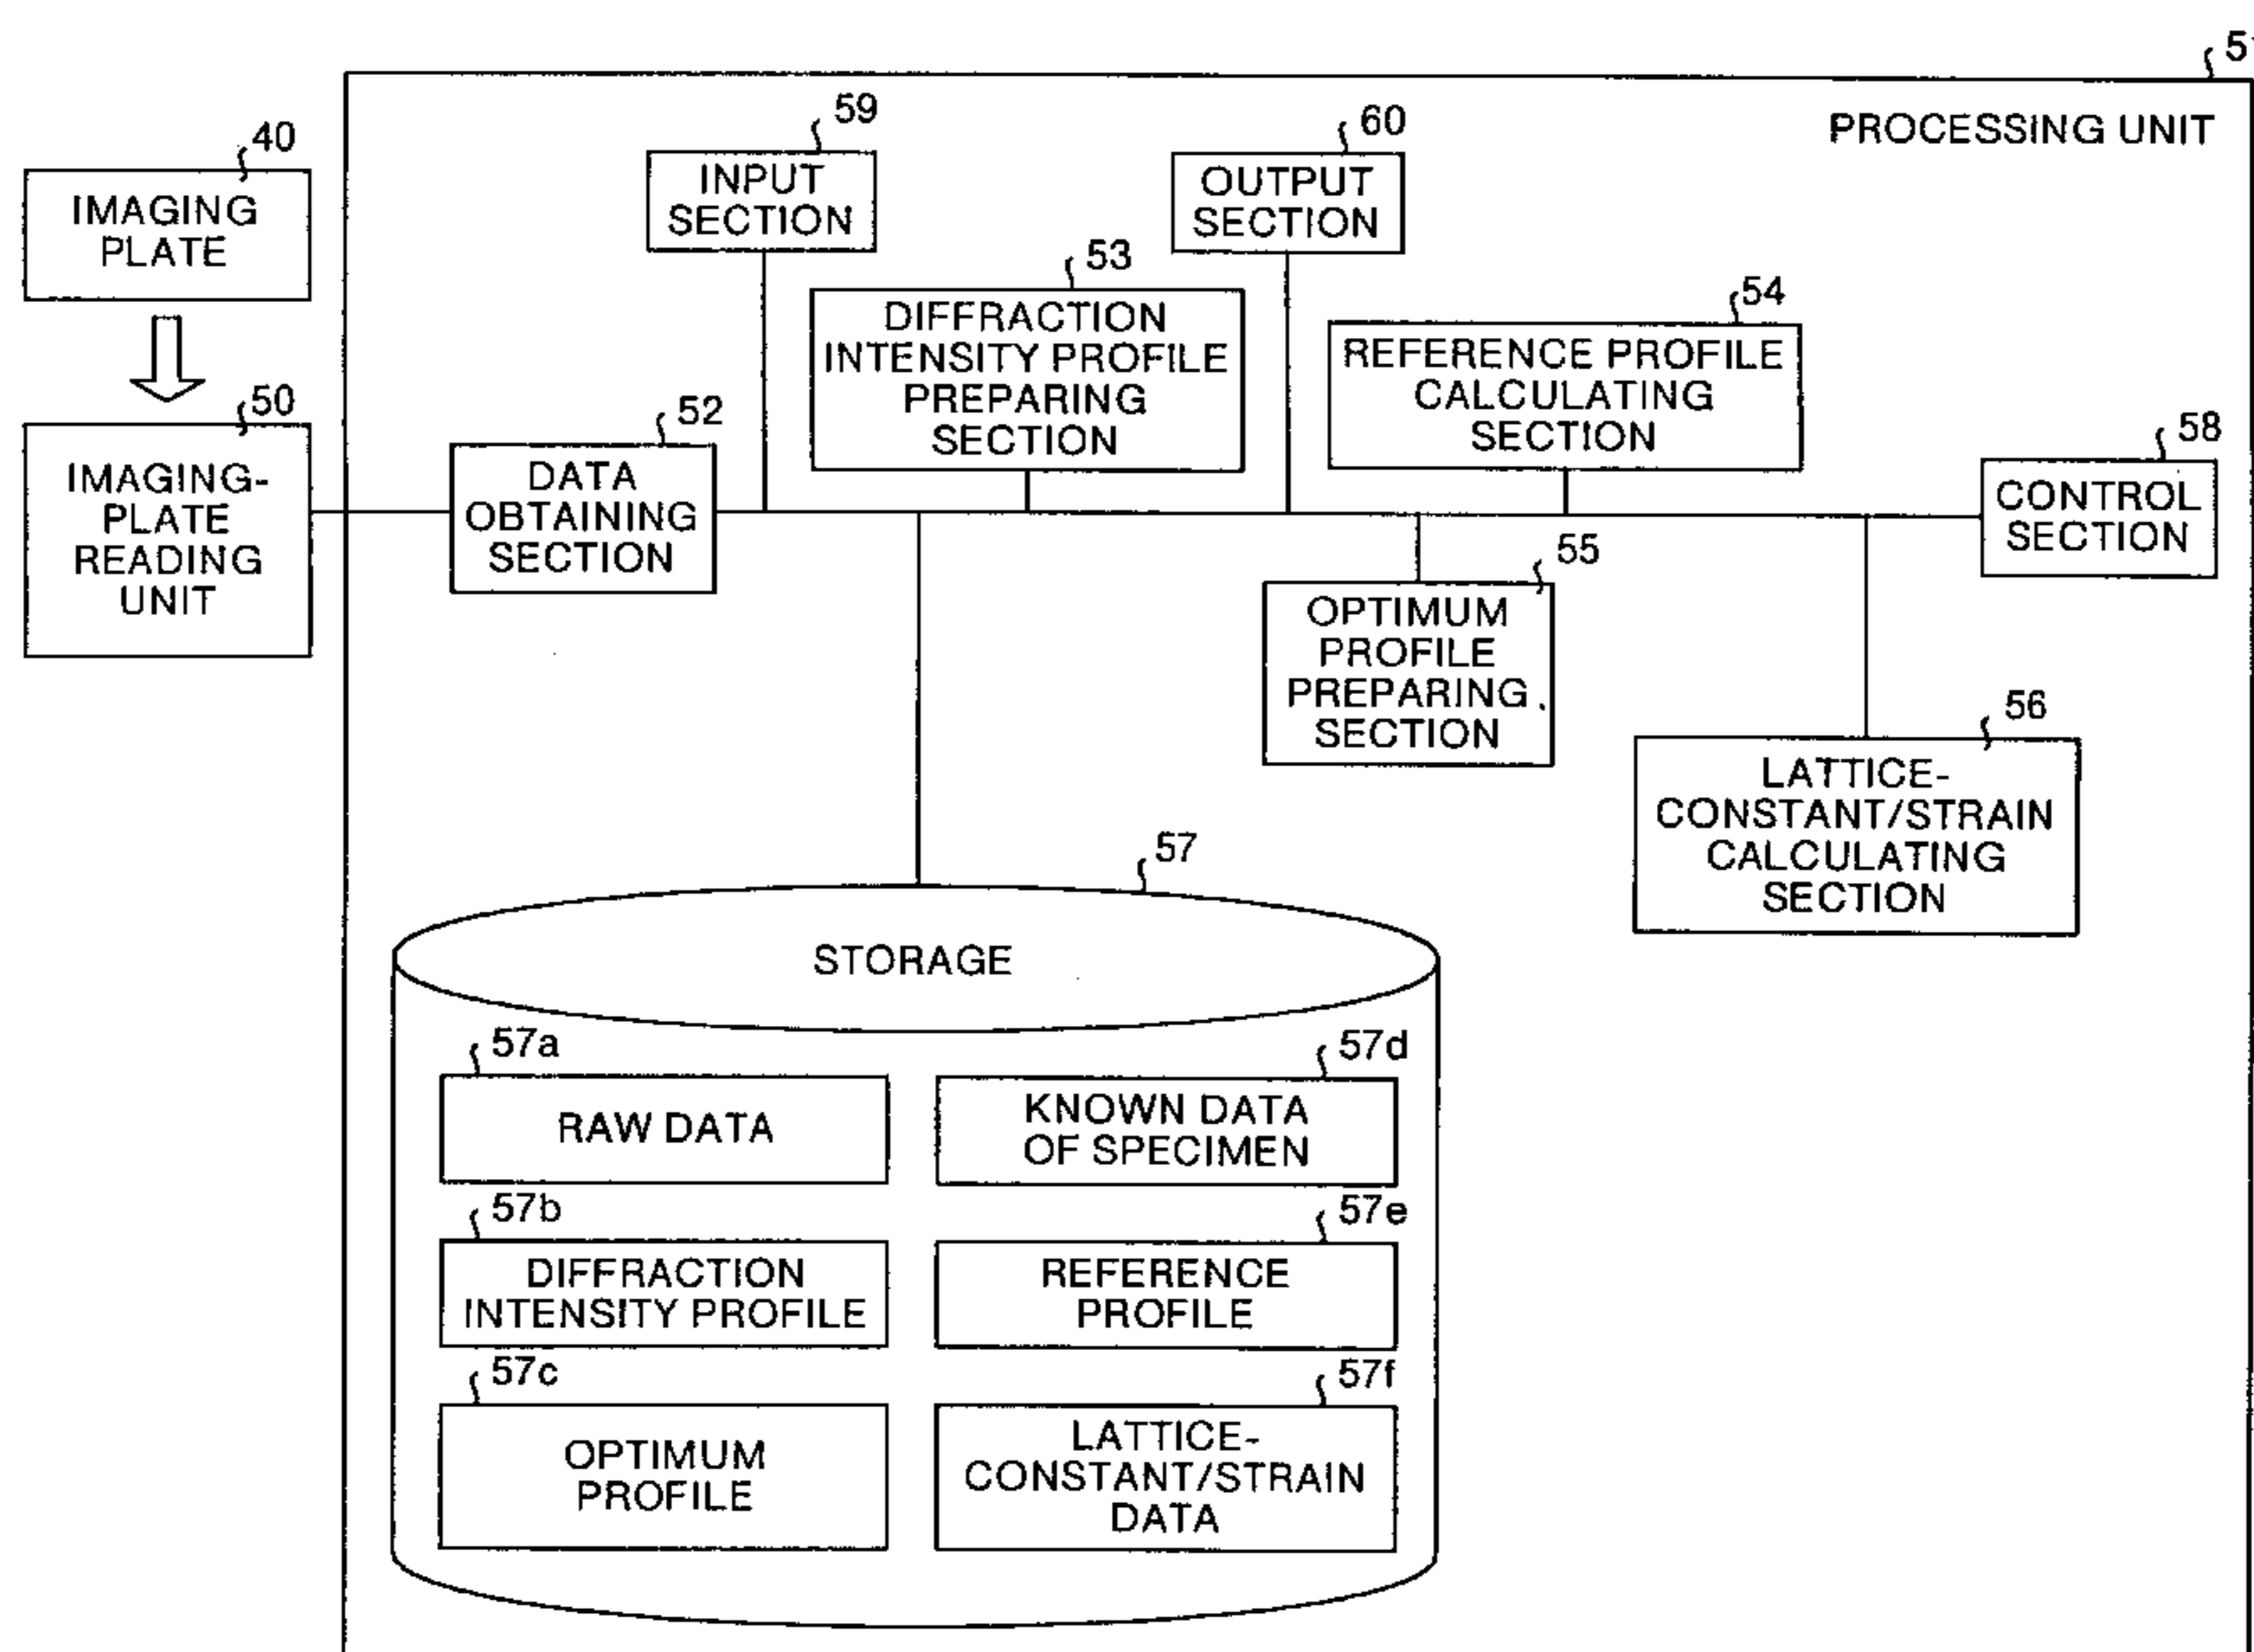 5
PROCESSING UNIT
40
IMAGING
PLATE
50
IMAGING-
PLATE
READING
UNIT
59
INPUT
SECTION
60
OUTPUT
SECTION
53
DIFFRACTION
INTENSITY PROFILE
PREPARING
SECTION
54
REFERENCE PROFILE
CALCULATING
SECTION
52
DATA
OBTAINING
SECTION
58
CONTROL
SECTION
55
OPTIMUM
PROFILE
PREPARING
SECTION
56
LATTICE-
CONSTANT/STRAIN
CALCULATING
SECTION
57
STORAGE
57a
RAW DATA
57d
KNOWN DATA
OF SPECIMEN
57b
DIFFRACTION
INTENSITY PROFILE
57e
REFERENCE
PROFILE
57c
OPTIMUM
PROFILE
57f
LATTICE-
CONSTANT/STRAIN
DATA